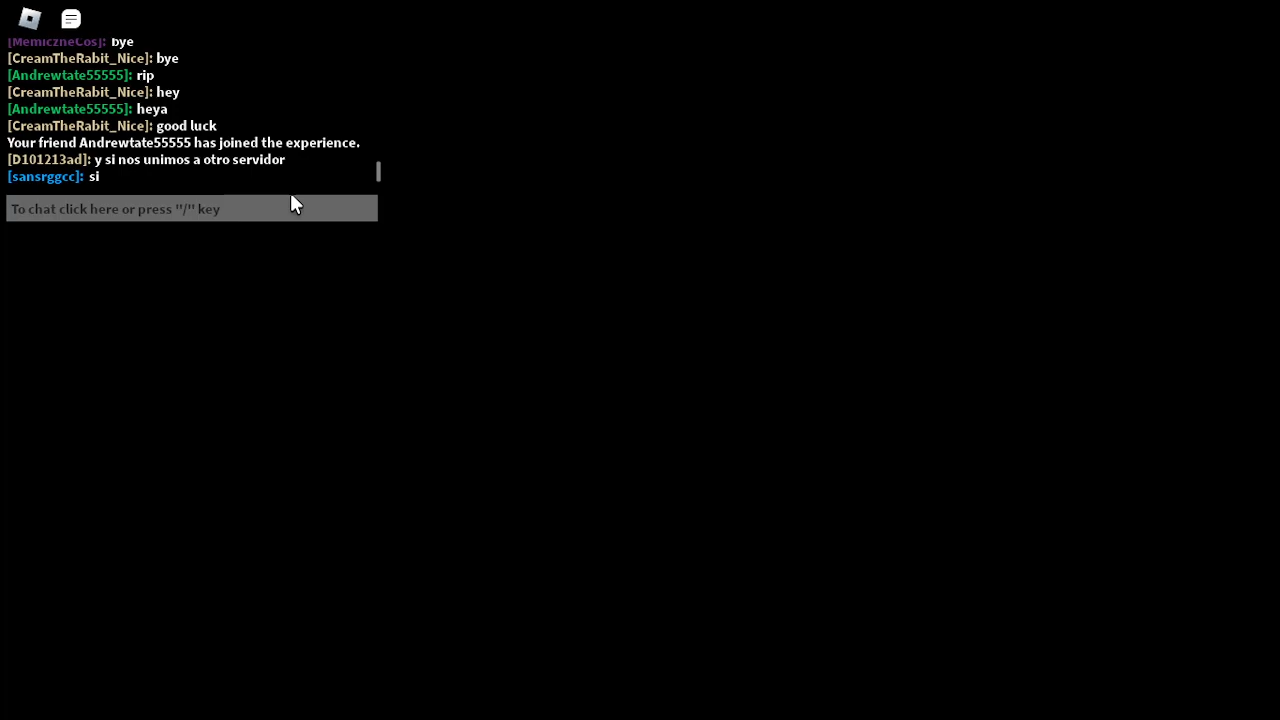 [MemiczneCos]: bye
[CreamTheRabit_Nice]: bye
[Andrewtate55555]: rip
[CreamTheRabit_Nice]: hey
[Andrewtate55555]: heya
[CreamTheRabit_Nice]: good luck
Your friend Andrewtate55555 has joined the experience.
[D101213ad]: y si nos unimos a otro servidor
[sansrggcc]: si
To chat click here or press "/" key